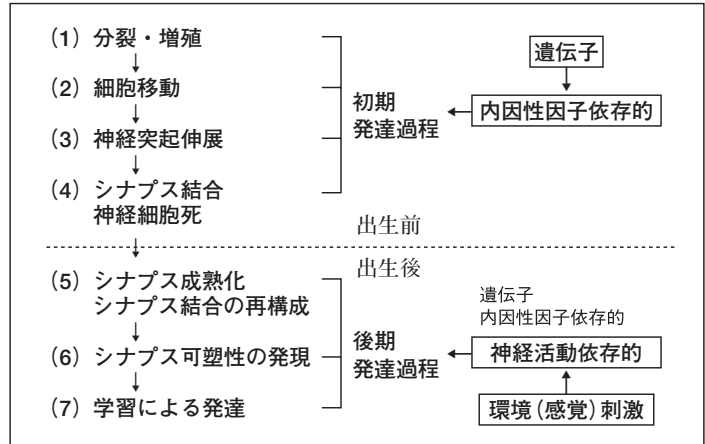 (1) 分裂・増殖
(2) 細胞移動
(3) 神経突起伸展
(4) シナプス結合
神経細胞死
初期
発達過程
遺伝子
内因性因子依存的
出生前
出生後
(5) シナプス成熟化
シナプス結合の再構成
(6) シナプス可塑性の発現
(7) 学習による発達
後期
発達過程
遺伝子
内因性因子依存的
神経活動依存的
環境(感覚)刺激